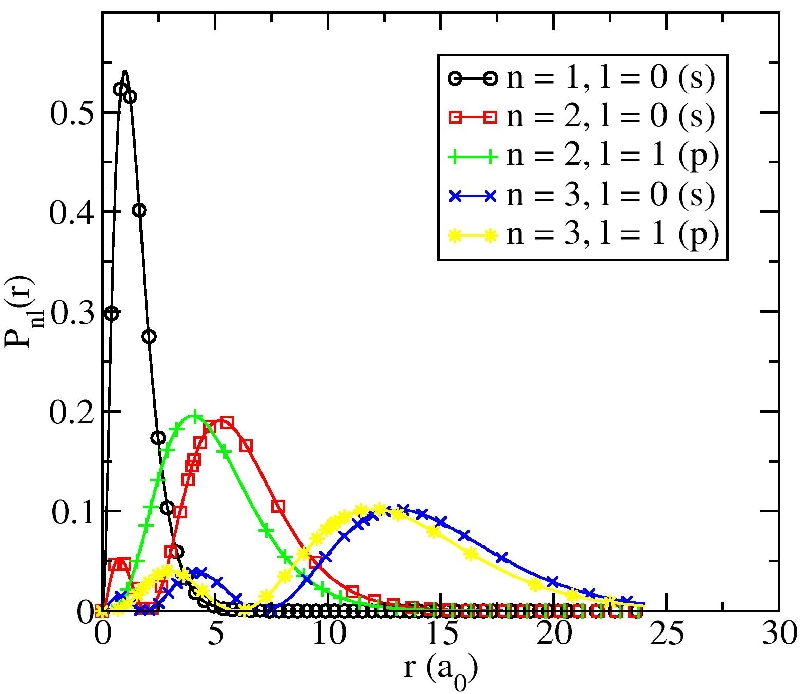 n = 1, l = 0 (s)
n = 2, l = 0 (s)
n = 2, l = 1 (p)
n = 3, l = 0 (s)
n = 3, l = 1 (p)
0.5
0.4
0.3
0.2
0.1
0
P_nl(r)
0 5 10 15 20 25 30
r (a_0)